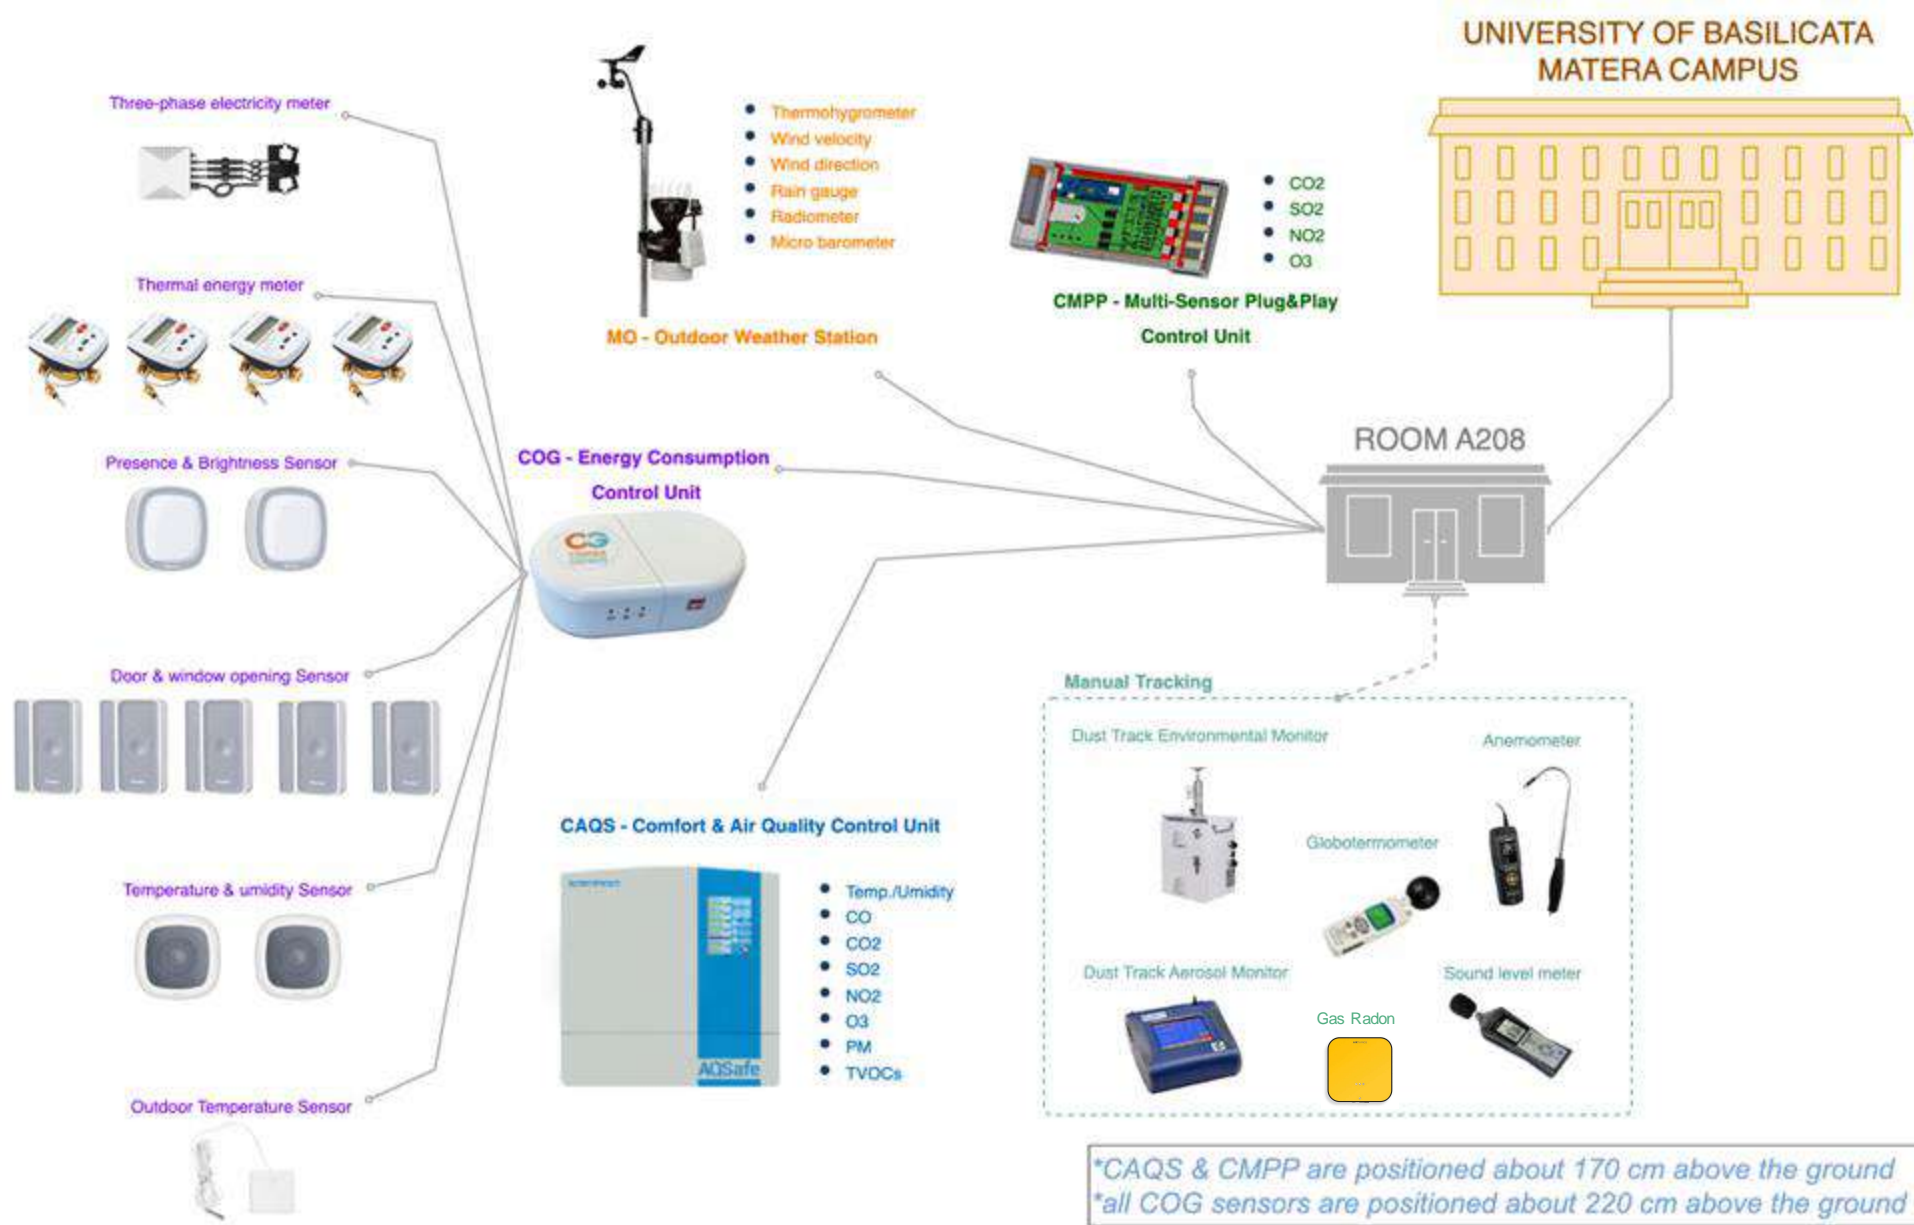 UNIVERSITY OF BASILICATA
MATERA CAMPUS
Three-phase electricity meter
Thermal energy meter
Presence & Brightness Sensor
Door & window opening Sensor
Temperature & umidity Sensor
Outdoor Temperature Sensor
Thermohygrometer
Wind velocity
Wind direction
Rain gauge
Radiometer
Micro barometer
MO - Outdoor Weather Station
CO2
SO2
NO2
O3
CMPP - Multi-Sensor Plug&Play
Control Unit
COG - Energy Consumption
Control Unit
ROOM A208
CAQS - Comfort & Air Quality Control Unit
Temp./Umidity
CO
CO2
SO2
NO2
O3
PM
TVOCs
AQSafe
Manual Tracking
Dust Track Environmental Monitor
Anemometer
Globotermometer
Dust Track Aerosol Monitor
Sound level meter
Gas Radon
*CAQS & CMPP are positioned about 170 cm above the ground
*all COG sensors are positioned about 220 cm above the ground